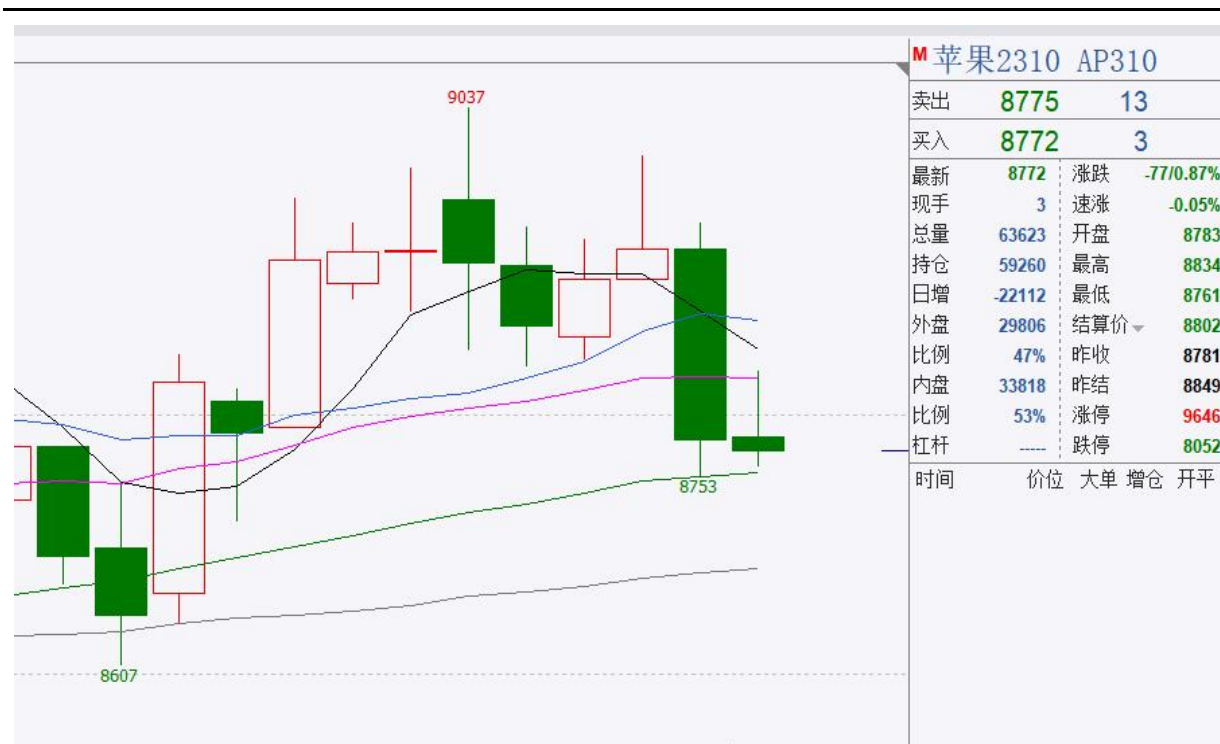 M 苹果2310 AP310
卖出 8775 13
买入 8772 3
最新 8772 涨跌 -77/0.87%
现手 3 速涨 -0.05%
总量 63623 开盘 8783
持仓 59260 最高 8834
日增 -22112 最低 8761
外盘 29806 结算价 8802
比例 47% 昨收 8781
内盘 33818 昨结 8849
比例 53% 涨停 9646
杠杆 ----- 跌停 8052
时间 价位 大单 增仓 开平
9037
8753
8607